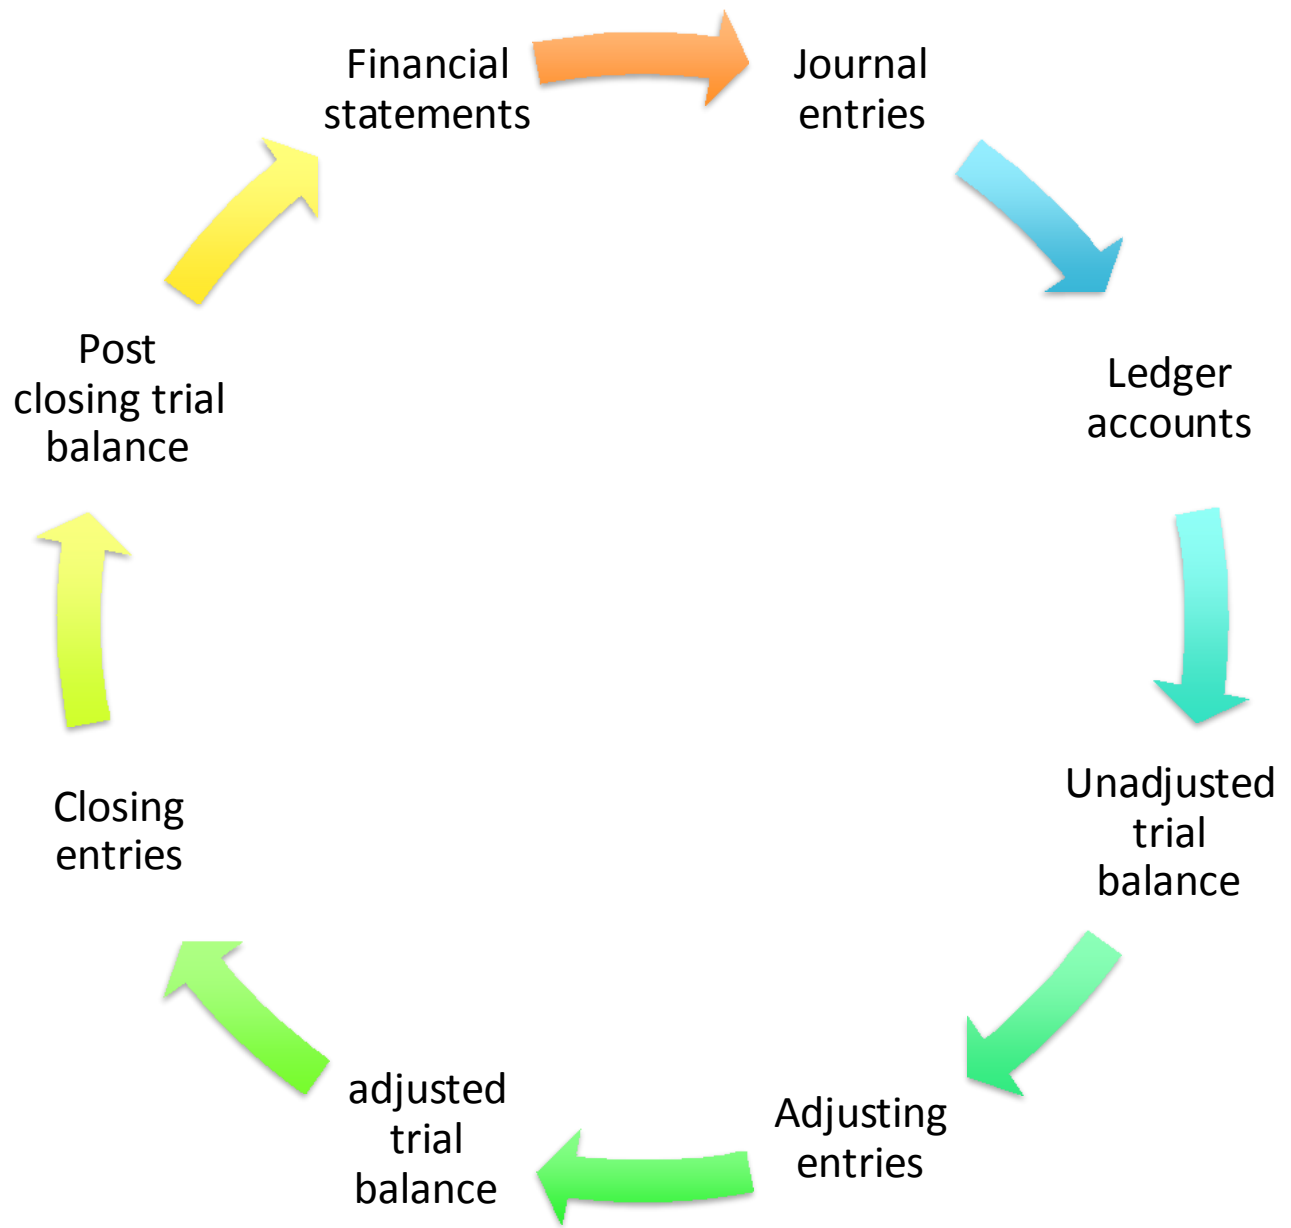 Financial
statements
Journal
entries
Ledger
accounts
Unadjusted
trial
balance
Adjusting
entries
adjusted
trial
balance
Closing
entries
Post
closing trial
balance